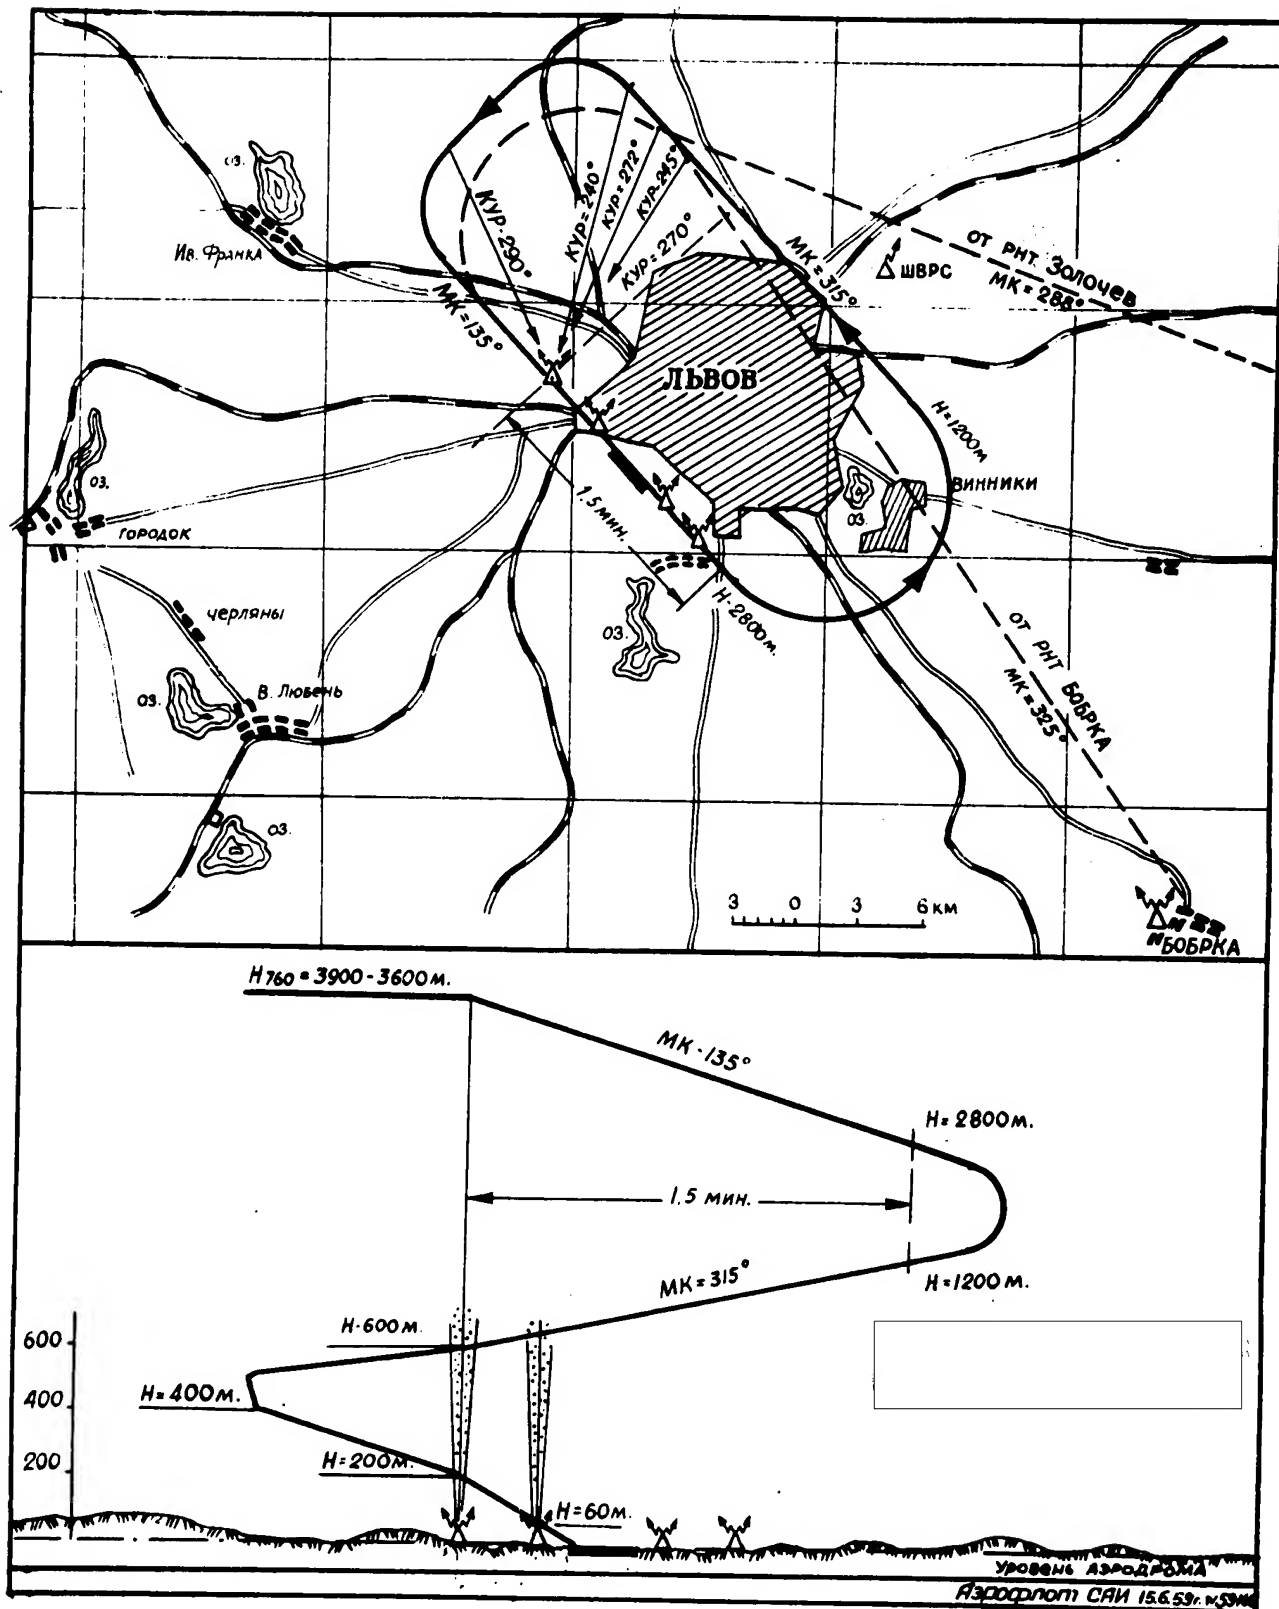 ОЗ.
Ив. Франка
КУР-290°
КУР=240°
КУР=272°
КУР-245°
КУР=270°
МК=135°
МК=315°
ШВРС
ОТ РНТ. Золочев
МК=288°
ЛЬВОВ
Н=1200м
ВИННИКИ
ОЗ.
ОЗ.
ГОРОДОК
1.5 МИН.
Н-2800м.
ЧЕРЛЯНЫ
ОЗ.
ОЗ.
В. Любень
ОТ РНТ БОБРКА
МК=325°
ОЗ.
3 0 3 6 км
БОБРКА
Н760=3900-3600м.
МК-135°
Н=2800м.
1.5 мин.
МК=315°
Н=1200м.
Н-600м.
600
Н=400м.
400
Н=200м.
200
Н=60м.
Уровень аэродрома
Аэрофлот САИ 15.6.59г.